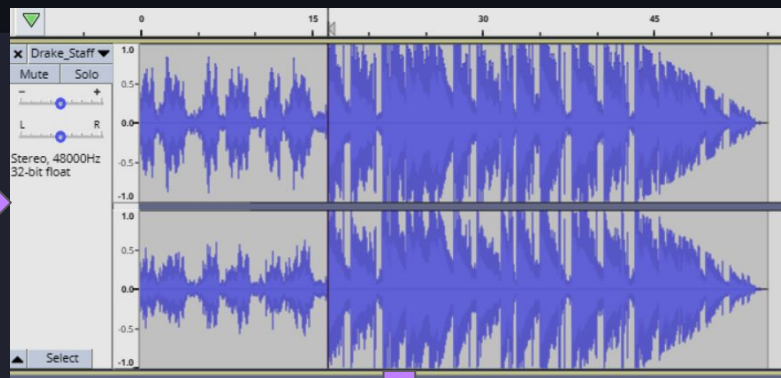 0 15 30 45
x Drake_Staff
Mute Solo
- +
L R
Stereo, 48000Hz
32-bit float
Select
1.0
0.5-
0.0-
-0.5-
-1.0
1.0
0.5-
0.0-
-0.5-
-1.0